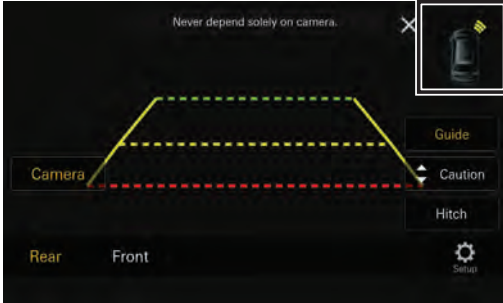 Never depend solely on camera.
Guide
Camera
Caution
Hitch
Rear
Front
Setup